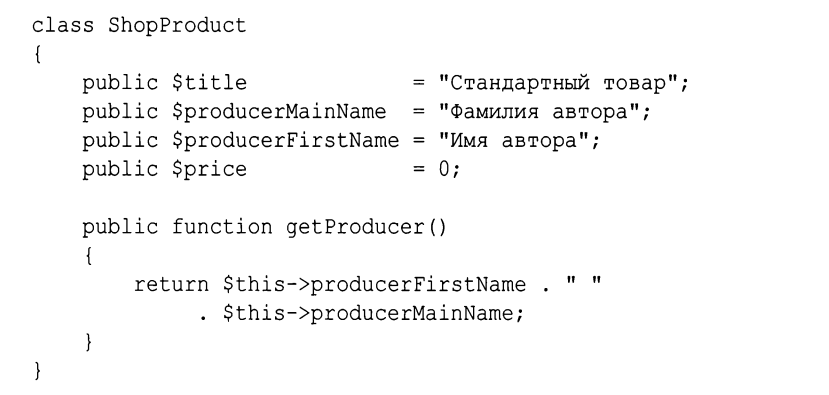 class ShopProduct
{
    public $title             = "Стандартный товар";
    public $producerMainName  = "Фамилия автора";
    public $producerFirstName = "Имя автора";
    public $price             = 0;

    public function getProducer()
    {
        return $this->producerFirstName . " "
             . $this->producerMainName;
    }
}